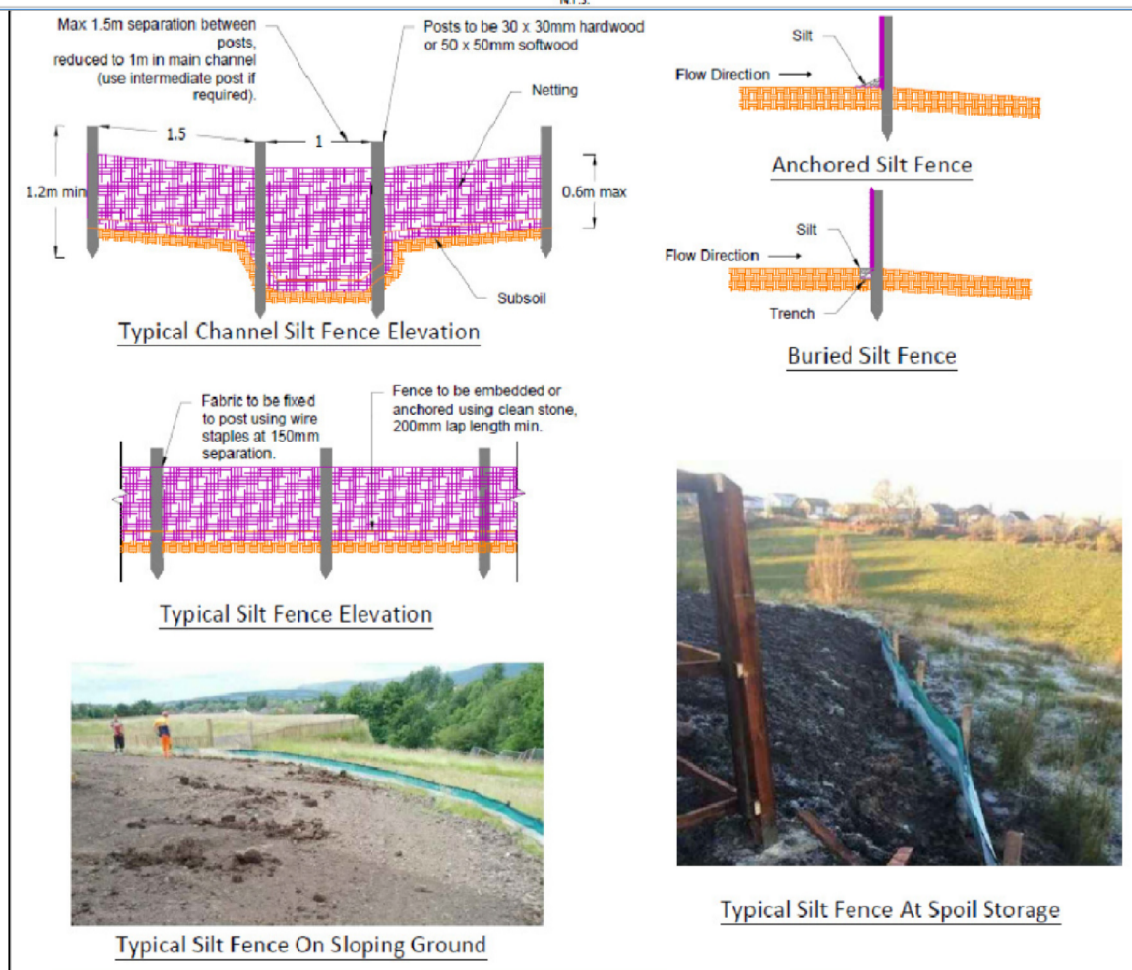 N.T.S.
Max 1.5m separation between
posts,
reduced to 1m in main channel
(use intermediate post if
required).
Posts to be 30 x 30mm hardwood
or 50 x 50mm softwood
Netting
1.5
1
1.2m min
0.6m max
Subsoil
Typical Channel Silt Fence Elevation
Silt
Flow Direction
Anchored Silt Fence
Silt
Flow Direction
Trench
Buried Silt Fence
Fabric to be fixed
to post using wire
staples at 150mm
separation.
Fence to be embedded or
anchored using clean stone,
200mm lap length min.
Typical Silt Fence Elevation
Typical Silt Fence On Sloping Ground
Typical Silt Fence At Spoil Storage